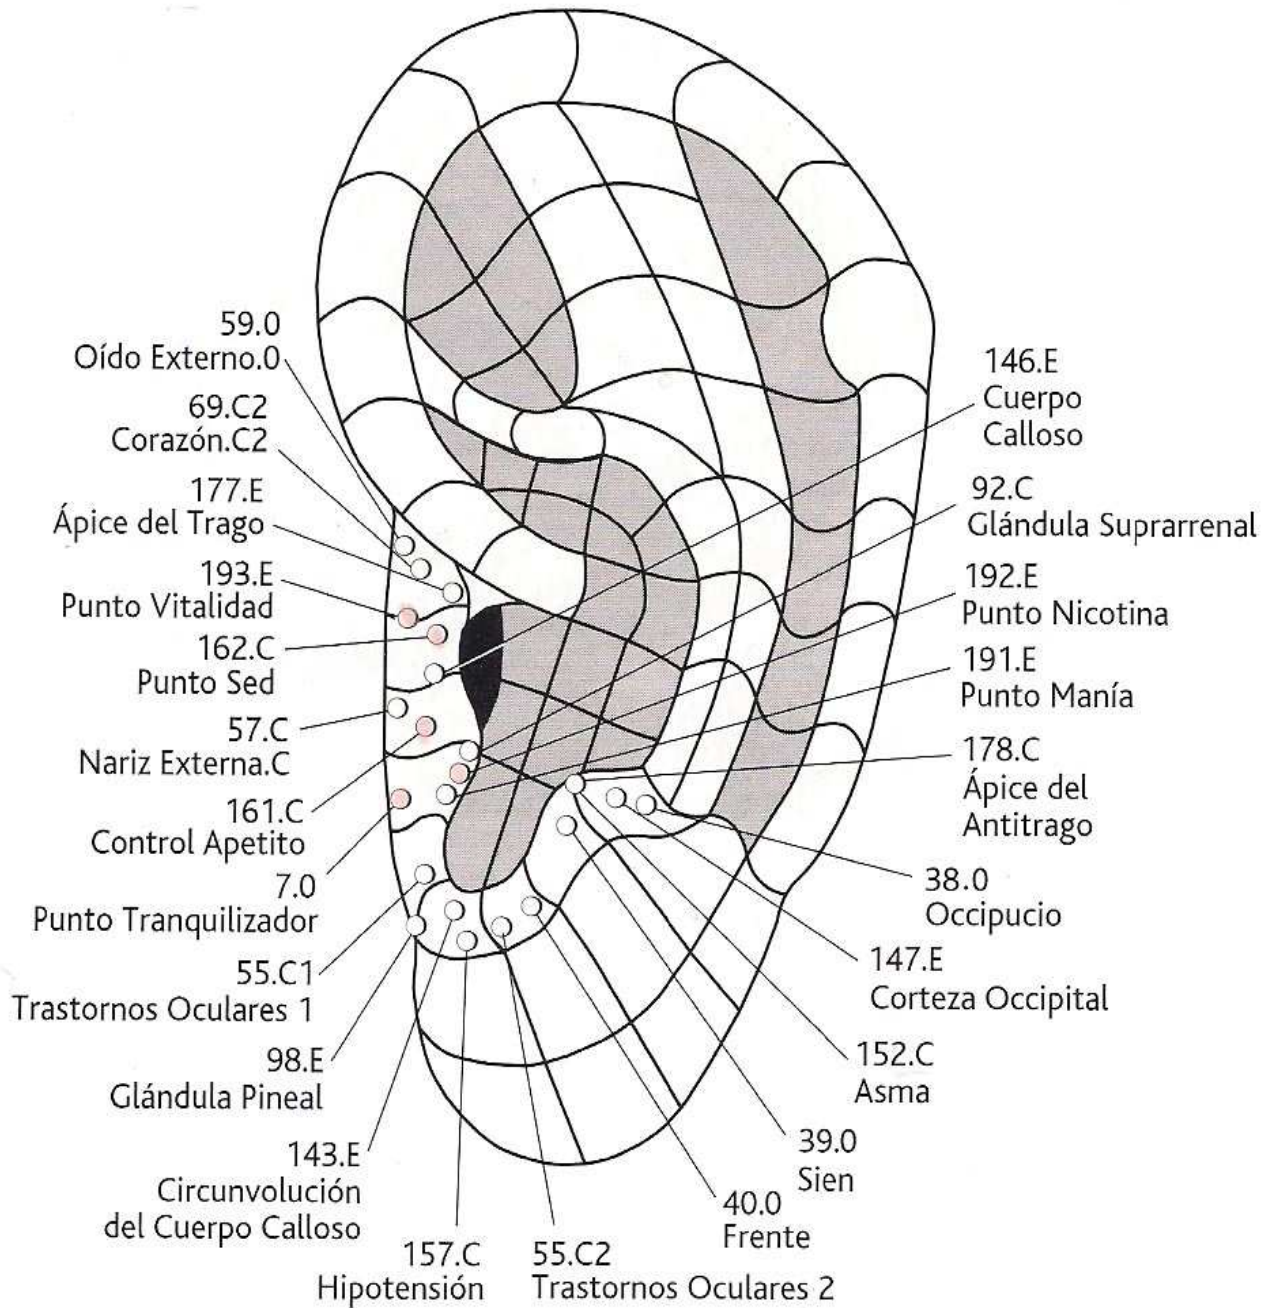 59.0
Oído Externo.0
69.C2
Corazón.C2
177.E
Ápice del Trago
193.E
Punto Vitalidad
162.C
Punto Sed
57.C
Nariz Externa.C
161.C
Control Apetito
7.0
Punto Tranquilizador
55.C1
Trastornos Oculares 1
98.E
Glándula Pineal
143.E
Circunvolución
del Cuerpo Calloso
157.C
Hipotensión
55.C2
Trastornos Oculares 2
146.E
Cuerpo
Calloso
92.C
Glándula Suprarrenal
192.E
Punto Nicotina
191.E
Punto Manía
178.C
Ápice del
Antitrago
38.0
Occipucio
147.E
Corteza Occipital
152.C
Asma
39.0
Sien
40.0
Frente